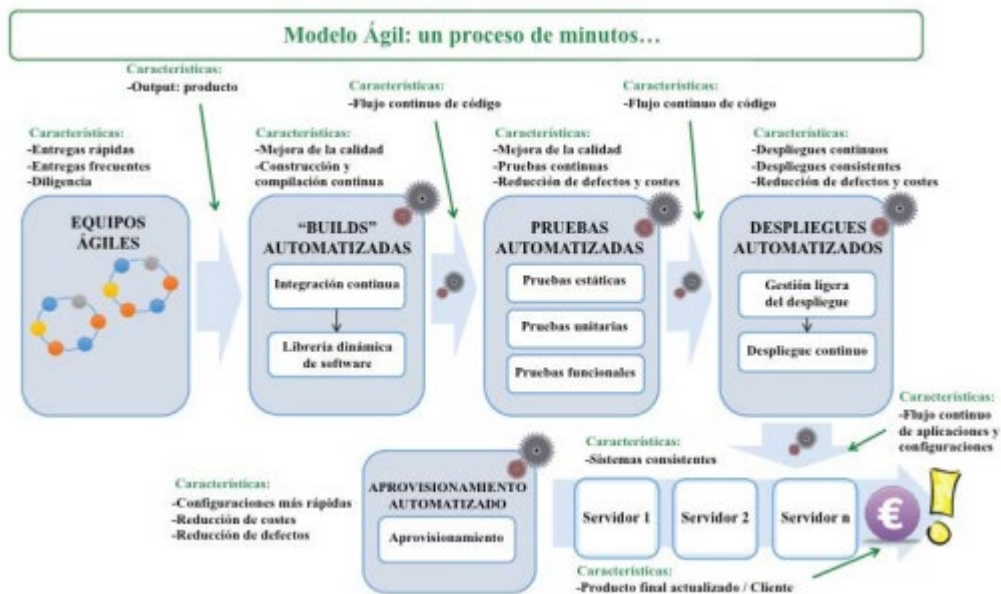 Modelo Ágil: un proceso de minutos…
Características:
-Output: producto
Características:
-Flujo continuo de código
Características:
-Flujo continuo de código
Características:
-Entregas rápidas
-Entregas frecuentes
-Diligencia
Características:
-Mejora de la calidad
-Construcción y
compilación continua
Características:
-Mejora de la calidad
-Pruebas continuas
-Reducción de defectos y costes
Características:
-Despliegues continuos
-Despliegues consistentes
-Reducción de defectos y costes
EQUIPOS
ÁGILES
“BUILDS”
AUTOMATIZADAS
Integración continua
Librería dinámica
de software
PRUEBAS
AUTOMATIZADAS
Pruebas estáticas
Pruebas unitarias
Pruebas funcionales
DESPLIEGUES
AUTOMATIZADOS
Gestión ligera
del despliegue
Despliegue continuo
Características:
-Flujo continuo
de aplicaciones y
configuraciones
Características:
-Sistemas consistentes
Características:
-Configuraciones más rápidas
-Reducción de costes
-Reducción de defectos
APROVISIONAMIENTO
AUTOMATIZADO
Aprovisionamiento
Servidor 1
Servidor 2
Servidor n
€
!
Características:
-Producto final actualizado / Cliente